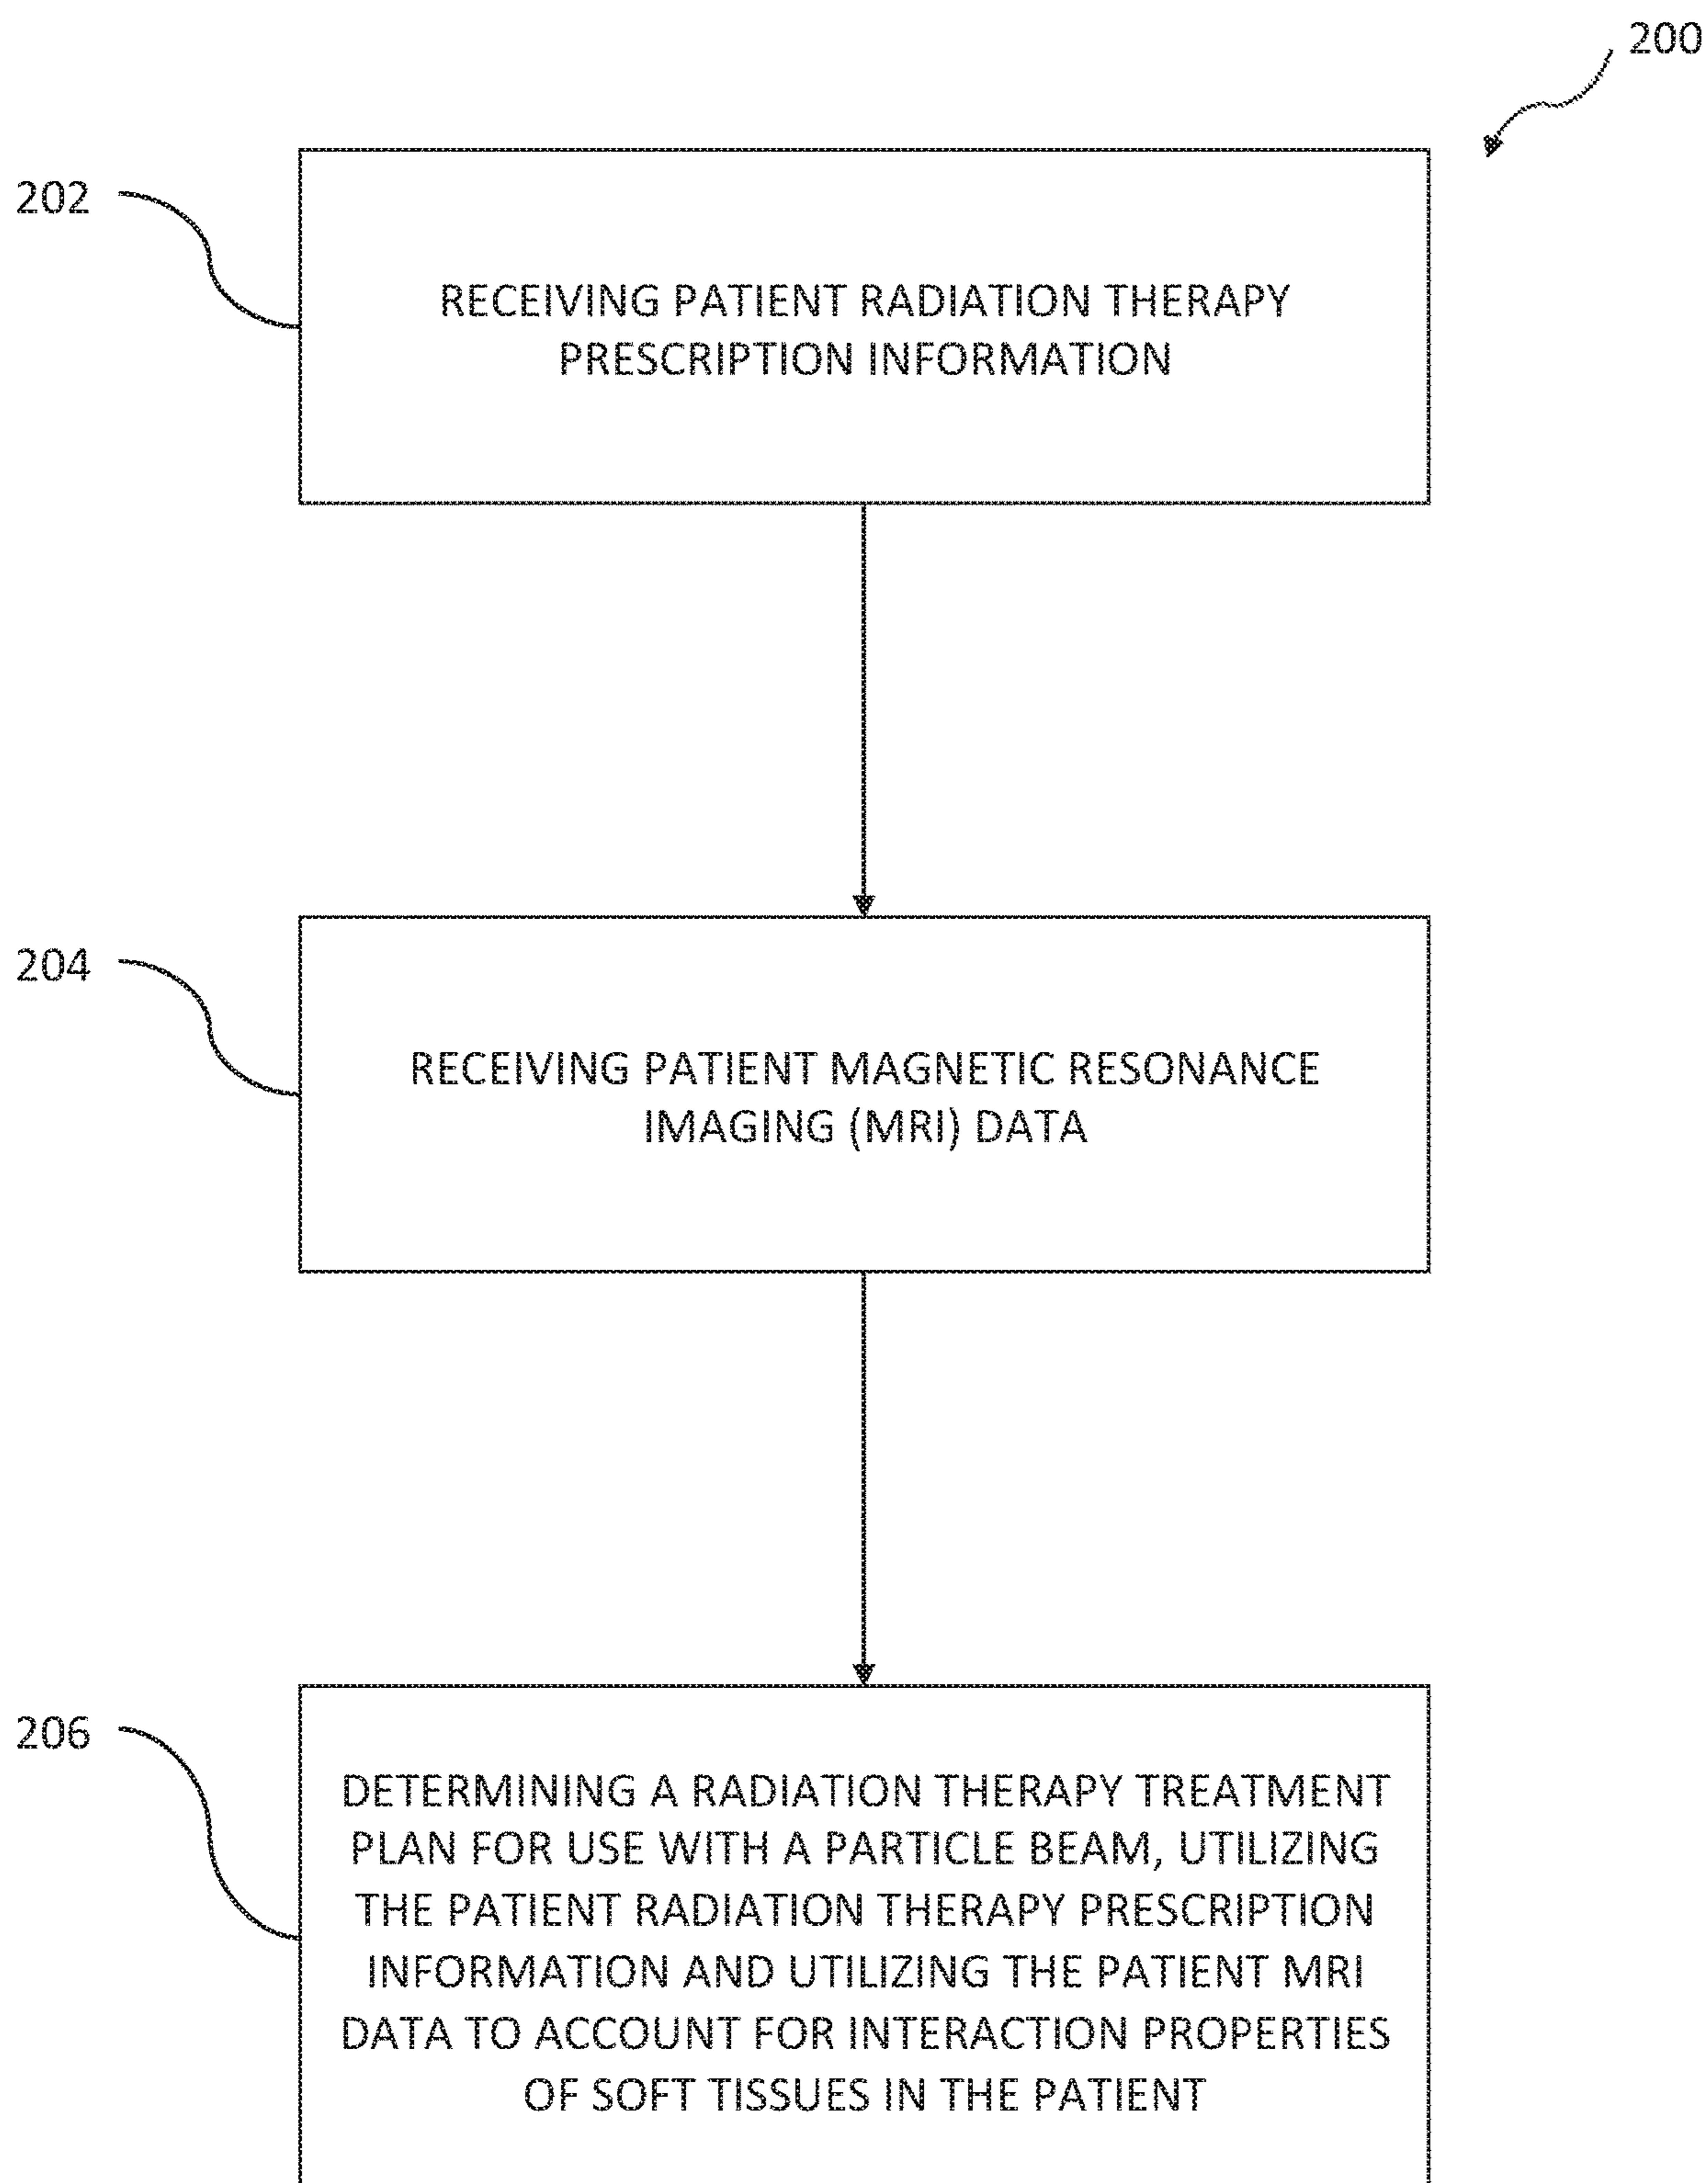 200
202
RECEIVING PATIENT RADIATION THERAPY
PRESCRIPTION INFORMATION
204
RECEIVING PATIENT MAGNETIC RESONANCE
IMAGING (MRI) DATA
206
DETERMINING A RADIATION THERAPY TREATMENT
PLAN FOR USE WITH A PARTICLE BEAM, UTILIZING
THE PATIENT RADIATION THERAPY PRESCRIPTION
INFORMATION AND UTILIZING THE PATIENT MRI
DATA TO ACCOUNT FOR INTERACTION PROPERTIES
OF SOFT TISSUES IN THE PATIENT